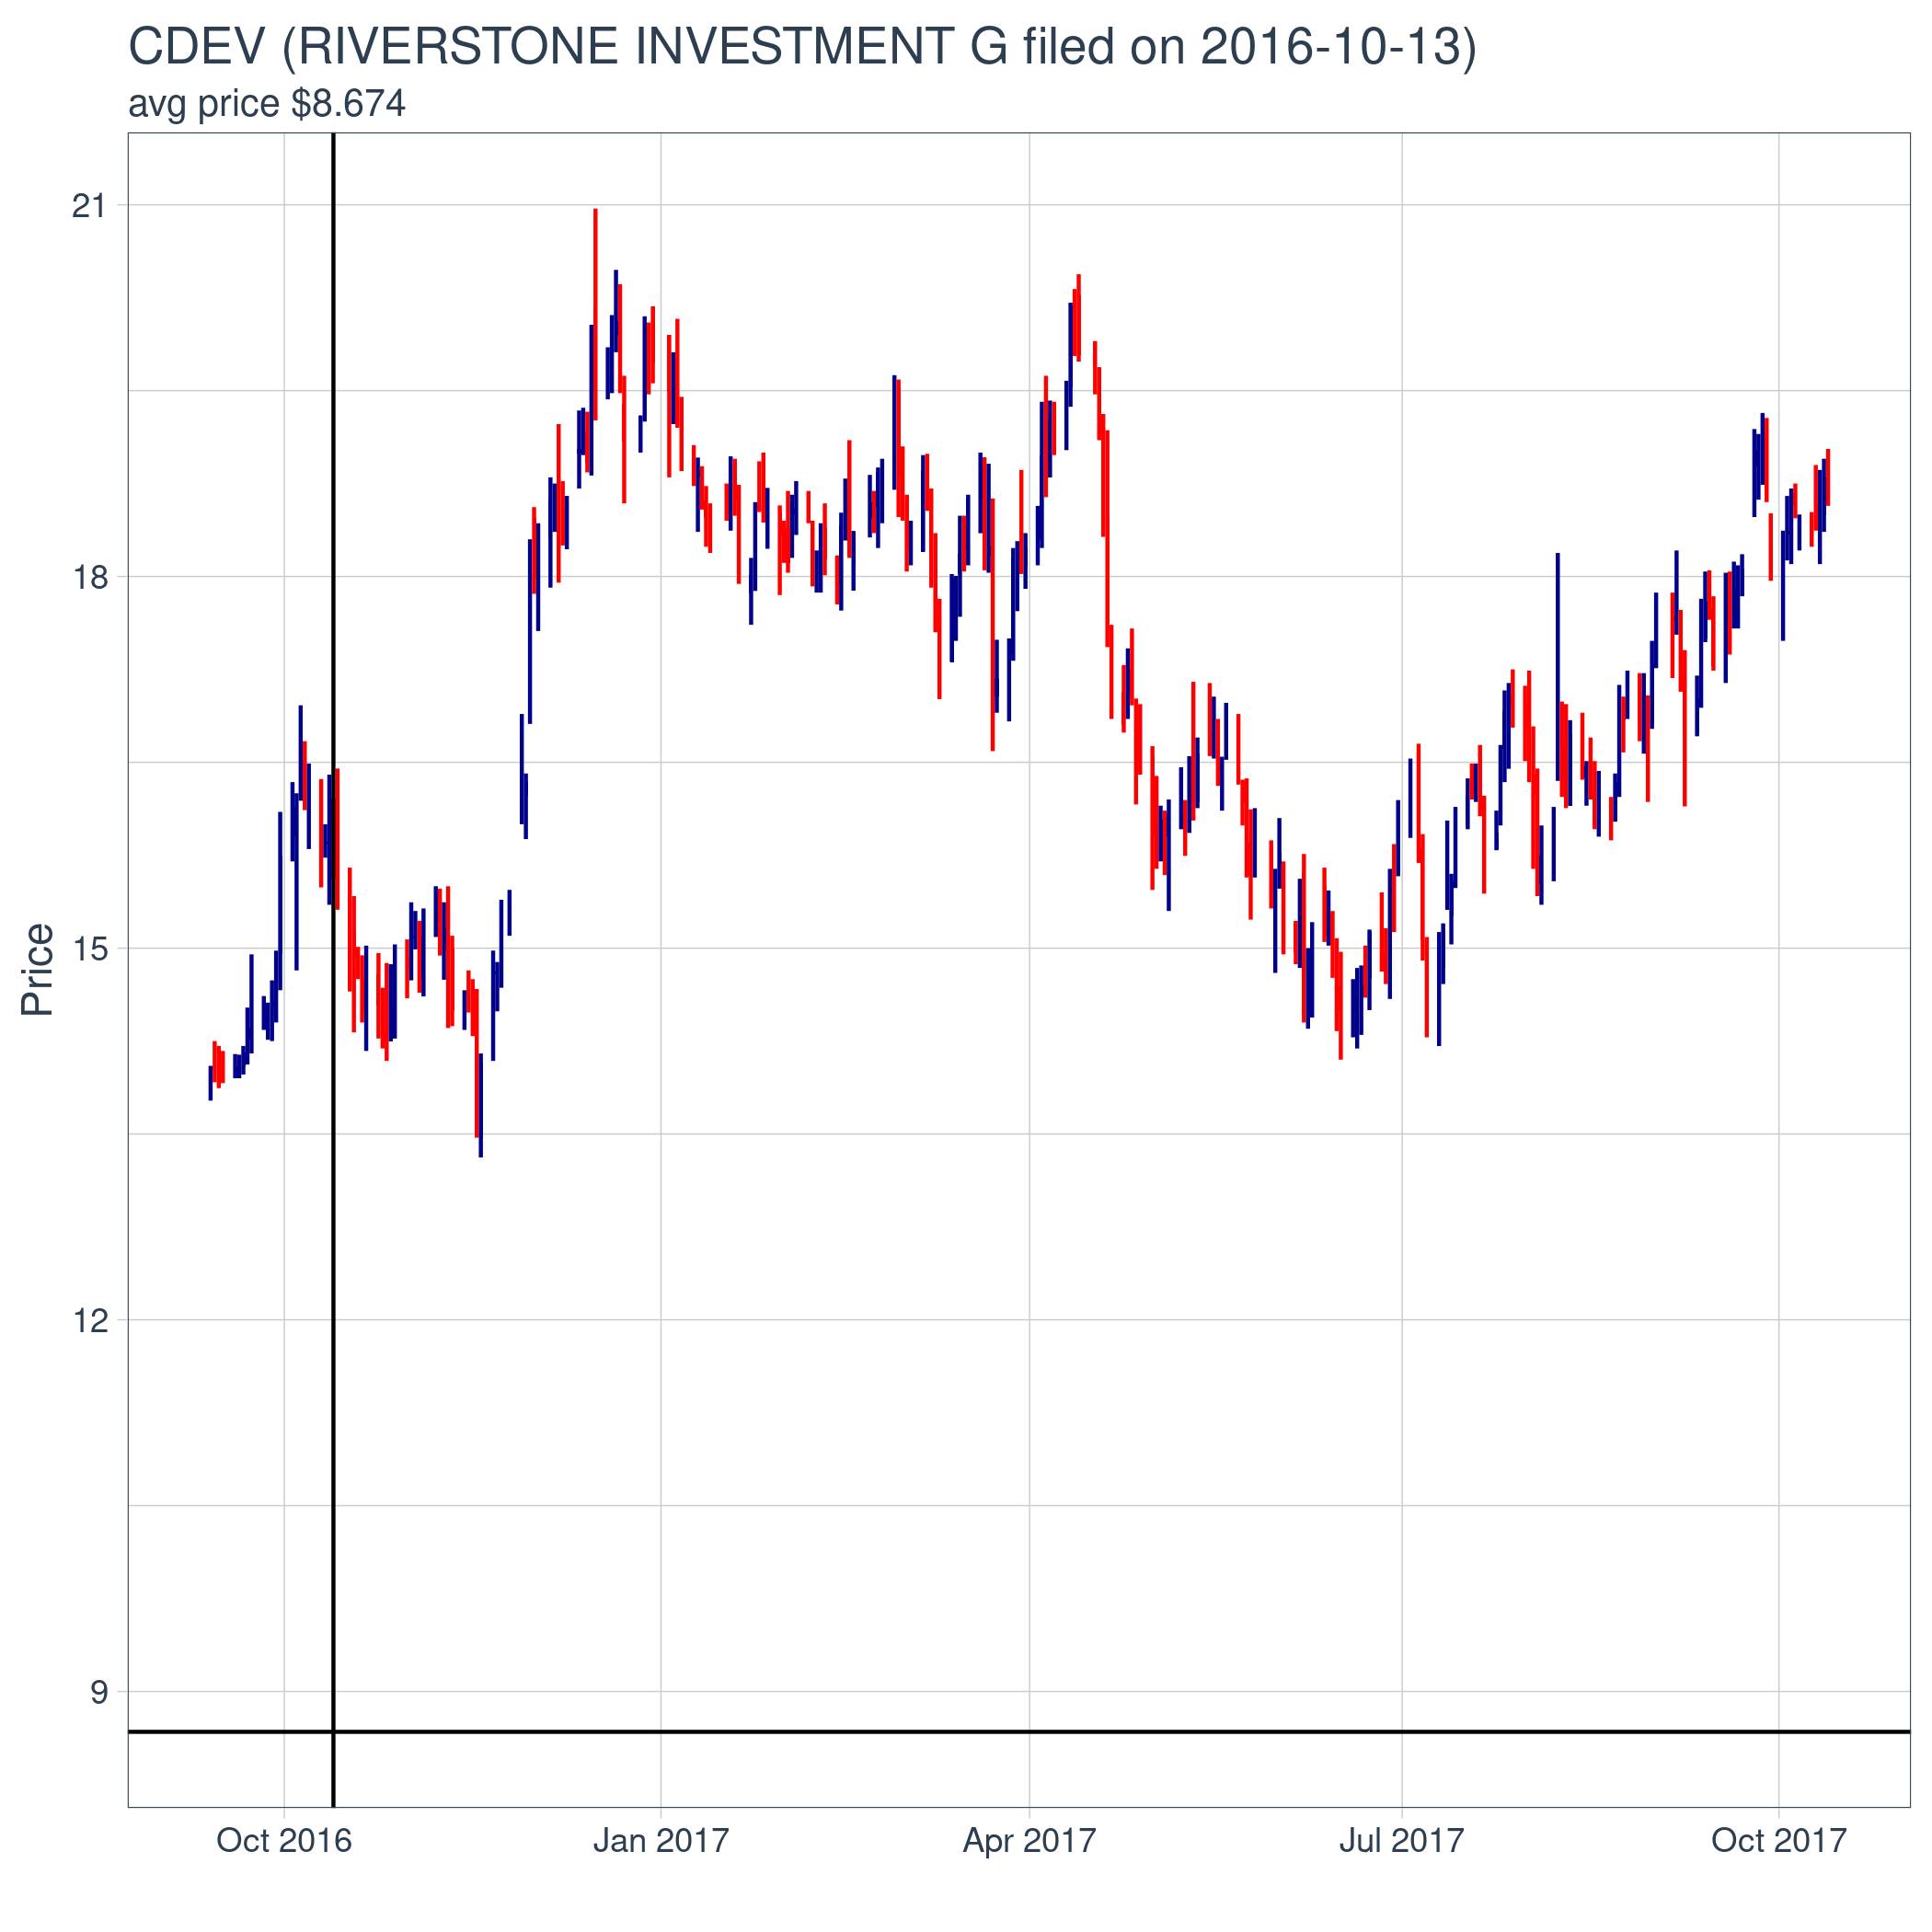 CDEV (RIVERSTONE INVESTMENT G filed on 2016-10-13)
avg price $8.674
21
18
15
12
9
Price
Oct 2016
Jan 2017
Apr 2017
Jul 2017
Oct 2017